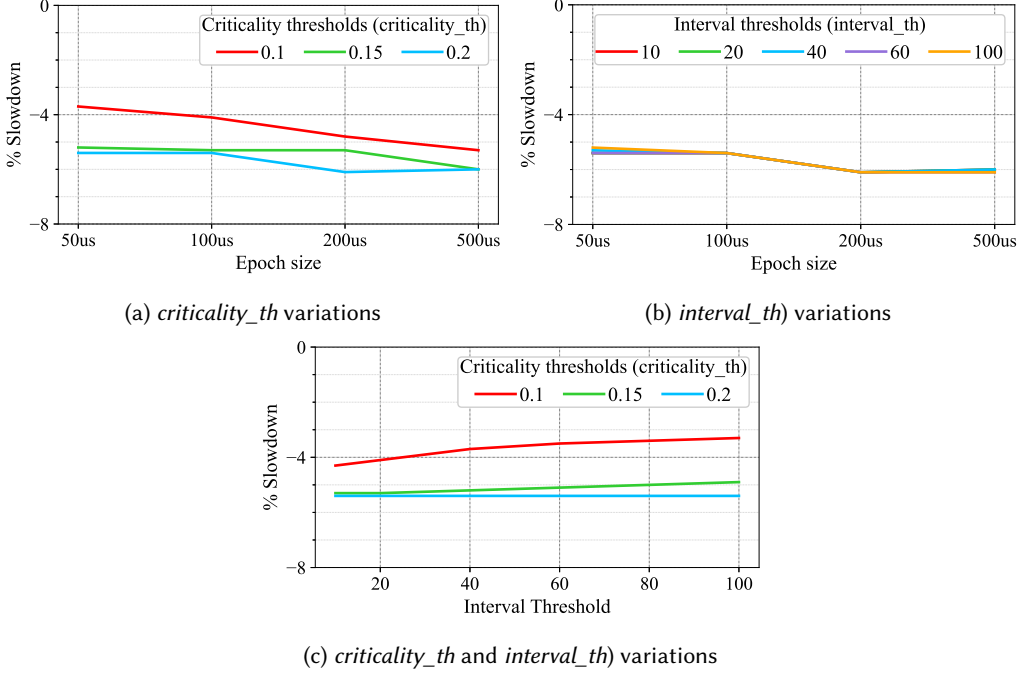 0
Criticality thresholds (criticality_th)
0.1 0.15 0.2
−4
−8
% Slowdown
50us 100us 200us 500us
Epoch size
(a) criticality_th variations
0
Interval thresholds (interval_th)
10 20 40 60 100
−4
−8
% Slowdown
50us 100us 200us 500us
Epoch size
(b) interval_th) variations
0
Criticality thresholds (criticality_th)
0.1 0.15 0.2
−4
−8
% Slowdown
20 40 60 80 100
Interval Threshold
(c) criticality_th and interval_th) variations